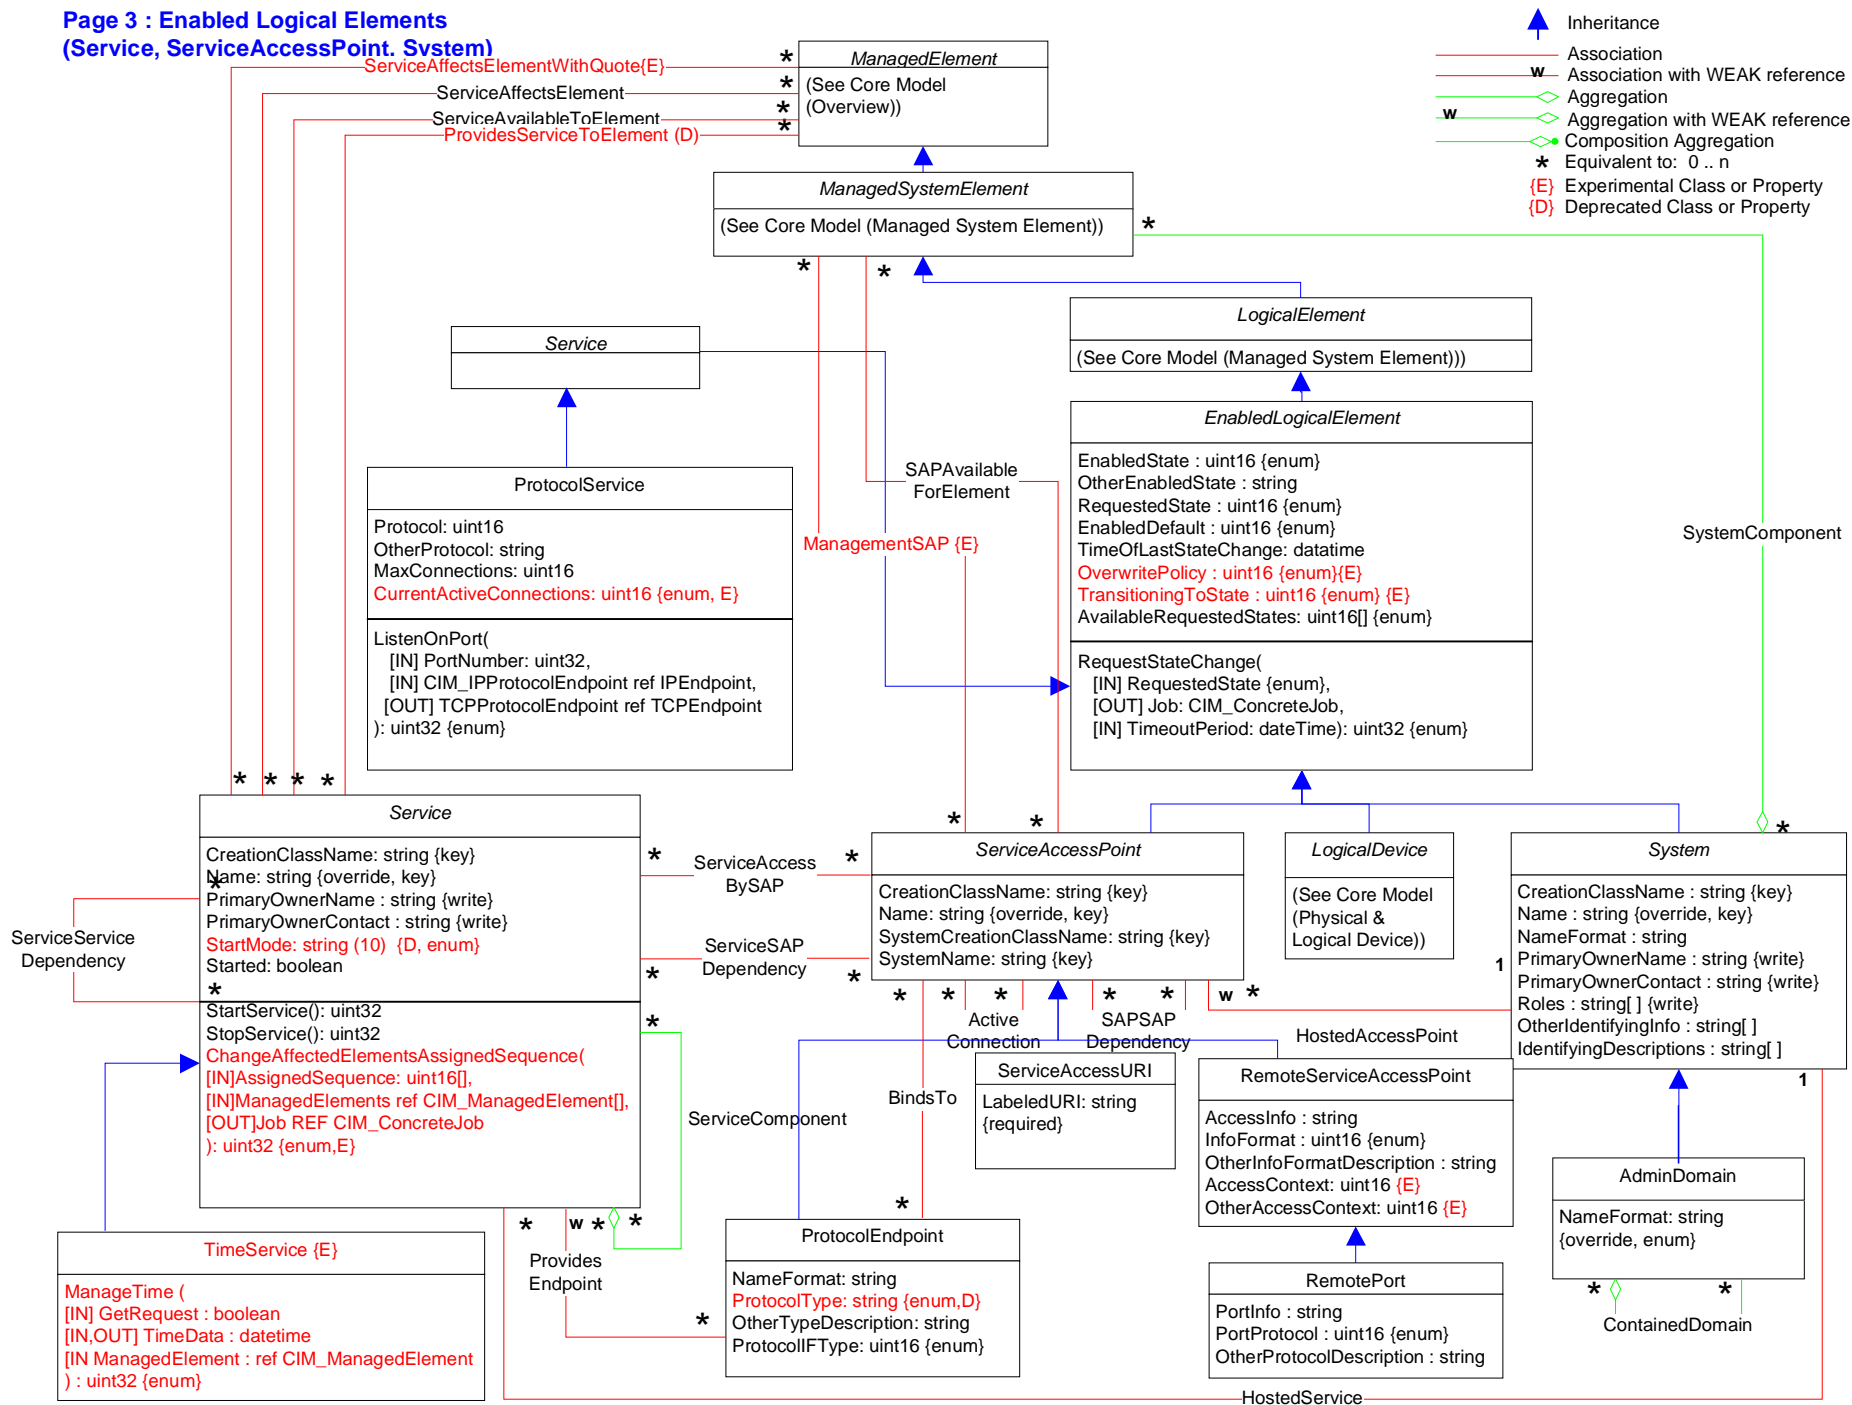 Page 3 : Enabled Logical Elements
(Service, ServiceAccessPoint, System)
Inheritance
Association
w
Association with WEAK reference
Aggregation
w
Aggregation with WEAK reference
Composition Aggregation
* Equivalent to: 0 .. n
{E} Experimental Class or Property
{D} Deprecated Class or Property
ServiceAffectsElementWithQuote{E}
*
ServiceAffectsElement
*
ServiceAvailableToElement
*
ProvidesServiceToElement (D)
*
ManagedElement
(See Core Model
(Overview))
ManagedSystemElement
(See Core Model (Managed System Element))
*
*
*
LogicalElement
(See Core Model (Managed System Element)))
Service
EnabledLogicalElement
EnabledState : uint16 {enum}
OtherEnabledState : string
RequestedState : uint16 {enum}
EnabledDefault : uint16 {enum}
TimeOfLastStateChange: datatime
OverwritePolicy : uint16 {enum}{E}
TransitioningToState : uint16 {enum} {E}
AvailableRequestedStates: uint16[] {enum}
RequestStateChange(
[IN] RequestedState {enum},
[OUT] Job: CIM_ConcreteJob,
[IN] TimeoutPeriod: dateTime): uint32 {enum}
SAPAvailable
ForElement
ManagementSAP {E}
SystemComponent
ProtocolService
Protocol: uint16
OtherProtocol: string
MaxConnections: uint16
CurrentActiveConnections: uint16 {enum, E}
ListenOnPort(
[IN] PortNumber: uint32,
[IN] CIM_IPProtocolEndpoint ref IPEndpoint,
[OUT] TCPProtocolEndpoint ref TCPEndpoint
): uint32 {enum}
* * * *
Service
CreationClassName: string {key}
Name: string {override, key}
*
PrimaryOwnerName : string {write}
PrimaryOwnerContact : string {write}
StartMode: string (10)  {D, enum}
Started: boolean
*
StartService(): uint32
StopService(): uint32
ChangeAffectedElementsAssignedSequence(
[IN]AssignedSequence: uint16[],
[IN]ManagedElements ref CIM_ManagedElement[],
[OUT]Job REF CIM_ConcreteJob
): uint32 {enum,E}
ServiceService
Dependency
*
ServiceAccess
BySAP
*
*
ServiceSAP
Dependency
*
*
ServiceComponent
* *
ServiceAccessPoint
CreationClassName: string {key}
Name: string {override, key}
SystemCreationClassName: string {key}
SystemName: string {key}
LogicalDevice
(See Core Model
(Physical &
Logical Device))
*
System
CreationClassName : string {key}
Name : string {override, key}
NameFormat : string
PrimaryOwnerName : string {write}
PrimaryOwnerContact : string {write}
Roles : string[ ] {write}
OtherIdentifyingInfo : string[ ]
IdentifyingDescriptions : string[ ]
1
* * * * * w *
Active
Connection
SAPSAP
Dependency
HostedAccessPoint
1
BindsTo
*
ServiceAccessURI
LabeledURI: string
{required}
RemoteServiceAccessPoint
AccessInfo : string
InfoFormat : uint16 {enum}
OtherInfoFormatDescription : string
AccessContext: uint16 {E}
OtherAccessContext: uint16 {E}
AdminDomain
NameFormat: string
{override, enum}
* *
ContainedDomain
* w * *
Provides
Endpoint
*
TimeService {E}
ManageTime (
[IN] GetRequest : boolean
[IN,OUT] TimeData : datetime
[IN ManagedElement : ref CIM_ManagedElement
) : uint32 {enum}
ProtocolEndpoint
NameFormat: string
ProtocolType: string {enum,D}
OtherTypeDescription: string
ProtocolIFType: uint16 {enum}
RemotePort
PortInfo : string
PortProtocol : uint16 {enum}
OtherProtocolDescription : string
HostedService